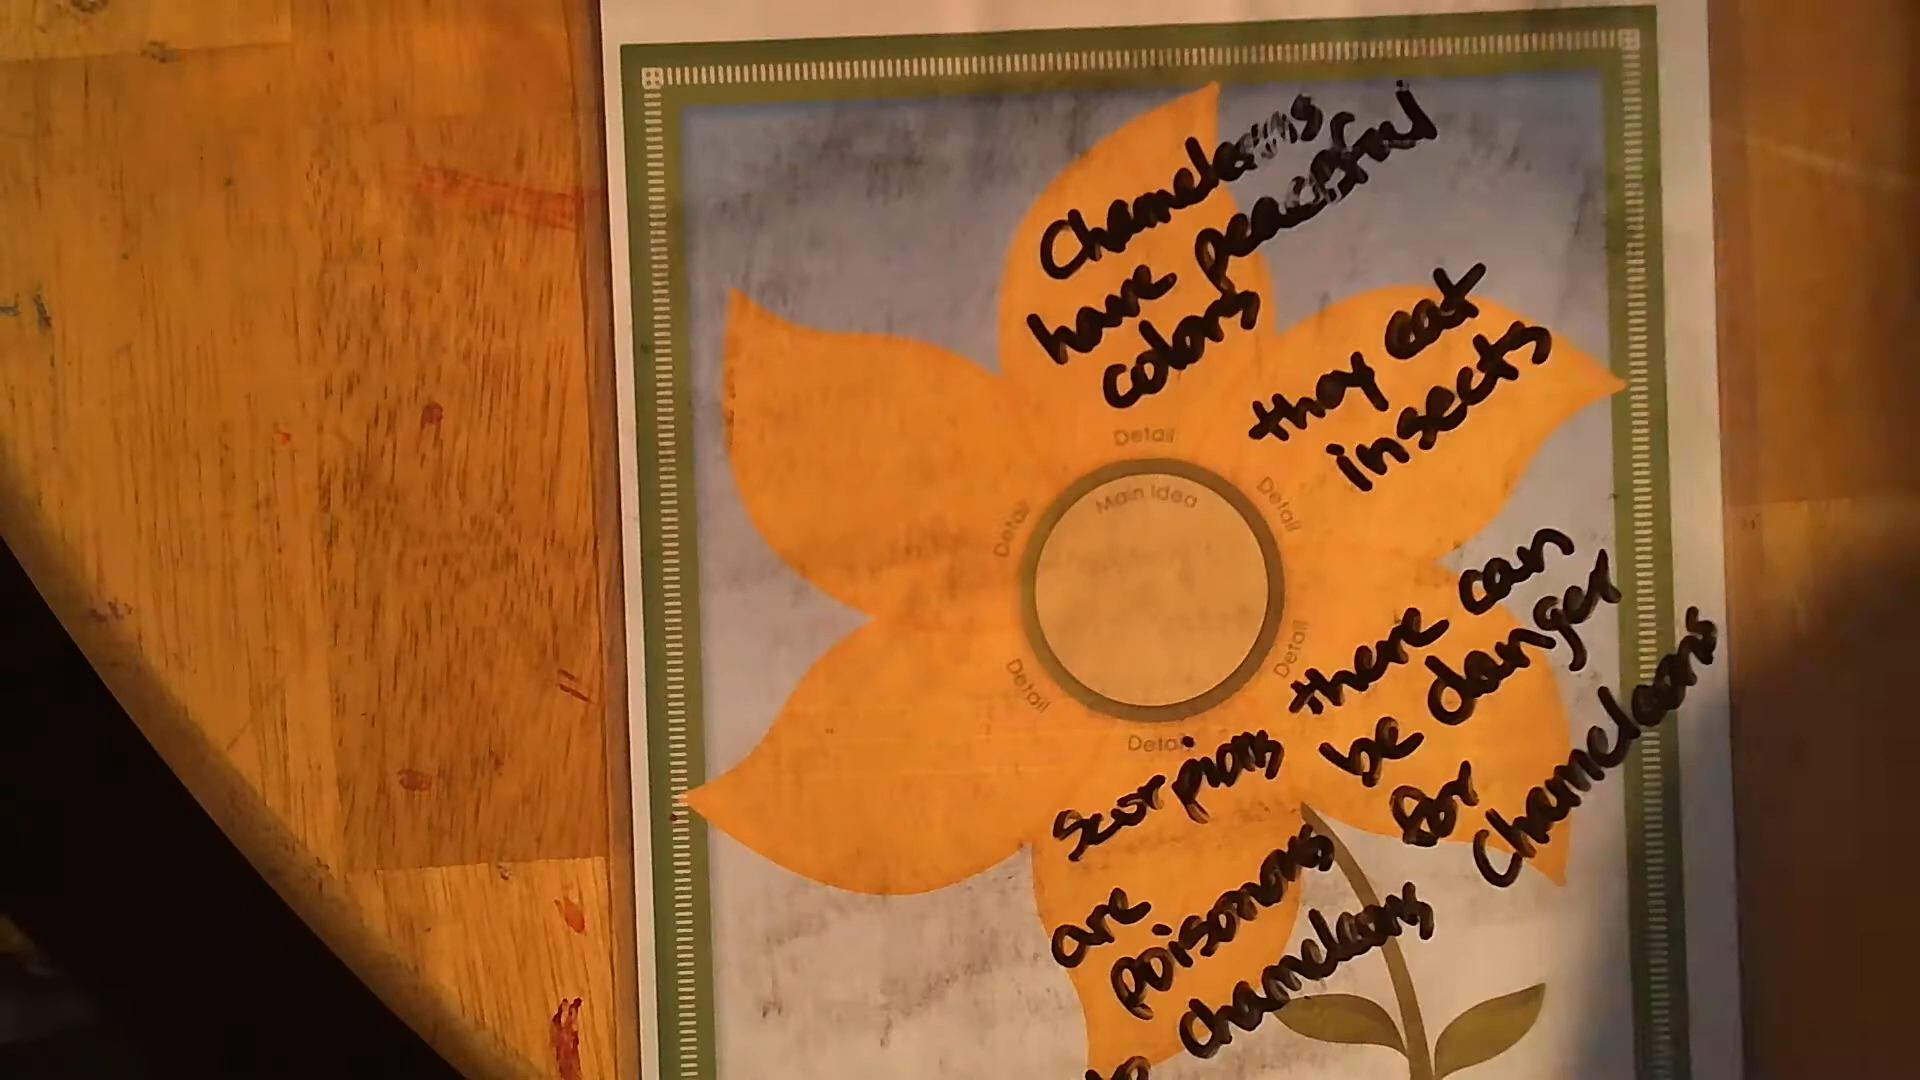 Chameleons
have peaceful
colors
they eat
insects
there can
be danger
for
Chameleons
Scorpions
are
poisonous
to chameleons
Detail
Main Idea
Detail
Detail
Detail
Detail
Detail